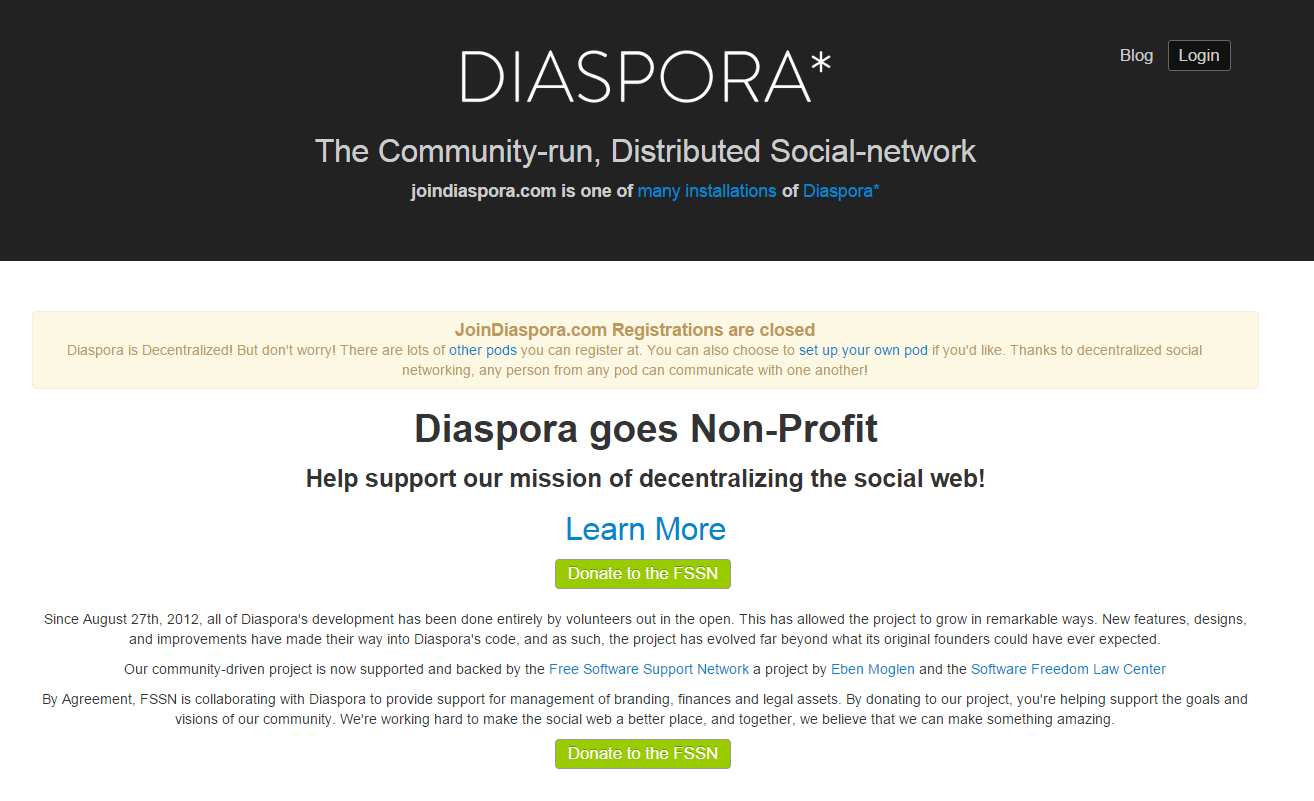 DIASPORA*
Blog
Login
The Community-run, Distributed Social-network
joindiaspora.com is one of many installations of Diaspora*
JoinDiaspora.com Registrations are closed
Diaspora is Decentralized! But don't worry! There are lots of other pods you can register at. You can also choose to set up your own pod if you'd like. Thanks to decentralized social
networking, any person from any pod can communicate with one another!
Diaspora goes Non-Profit
Help support our mission of decentralizing the social web!
Learn More
Donate to the FSSN
Since August 27th, 2012, all of Diaspora's development has been done entirely by volunteers out in the open. This has allowed the project to grow in remarkable ways. New features, designs,
and improvements have made their way into Diaspora's code, and as such, the project has evolved far beyond what its original founders could have ever expected.
Our community-driven project is now supported and backed by the Free Software Support Network a project by Eben Moglen and the Software Freedom Law Center
By Agreement, FSSN is collaborating with Diaspora to provide support for management of branding, finances and legal assets. By donating to our project, you're helping support the goals and
visions of our community. We're working hard to make the social web a better place, and together, we believe that we can make something amazing.
Donate to the FSSN